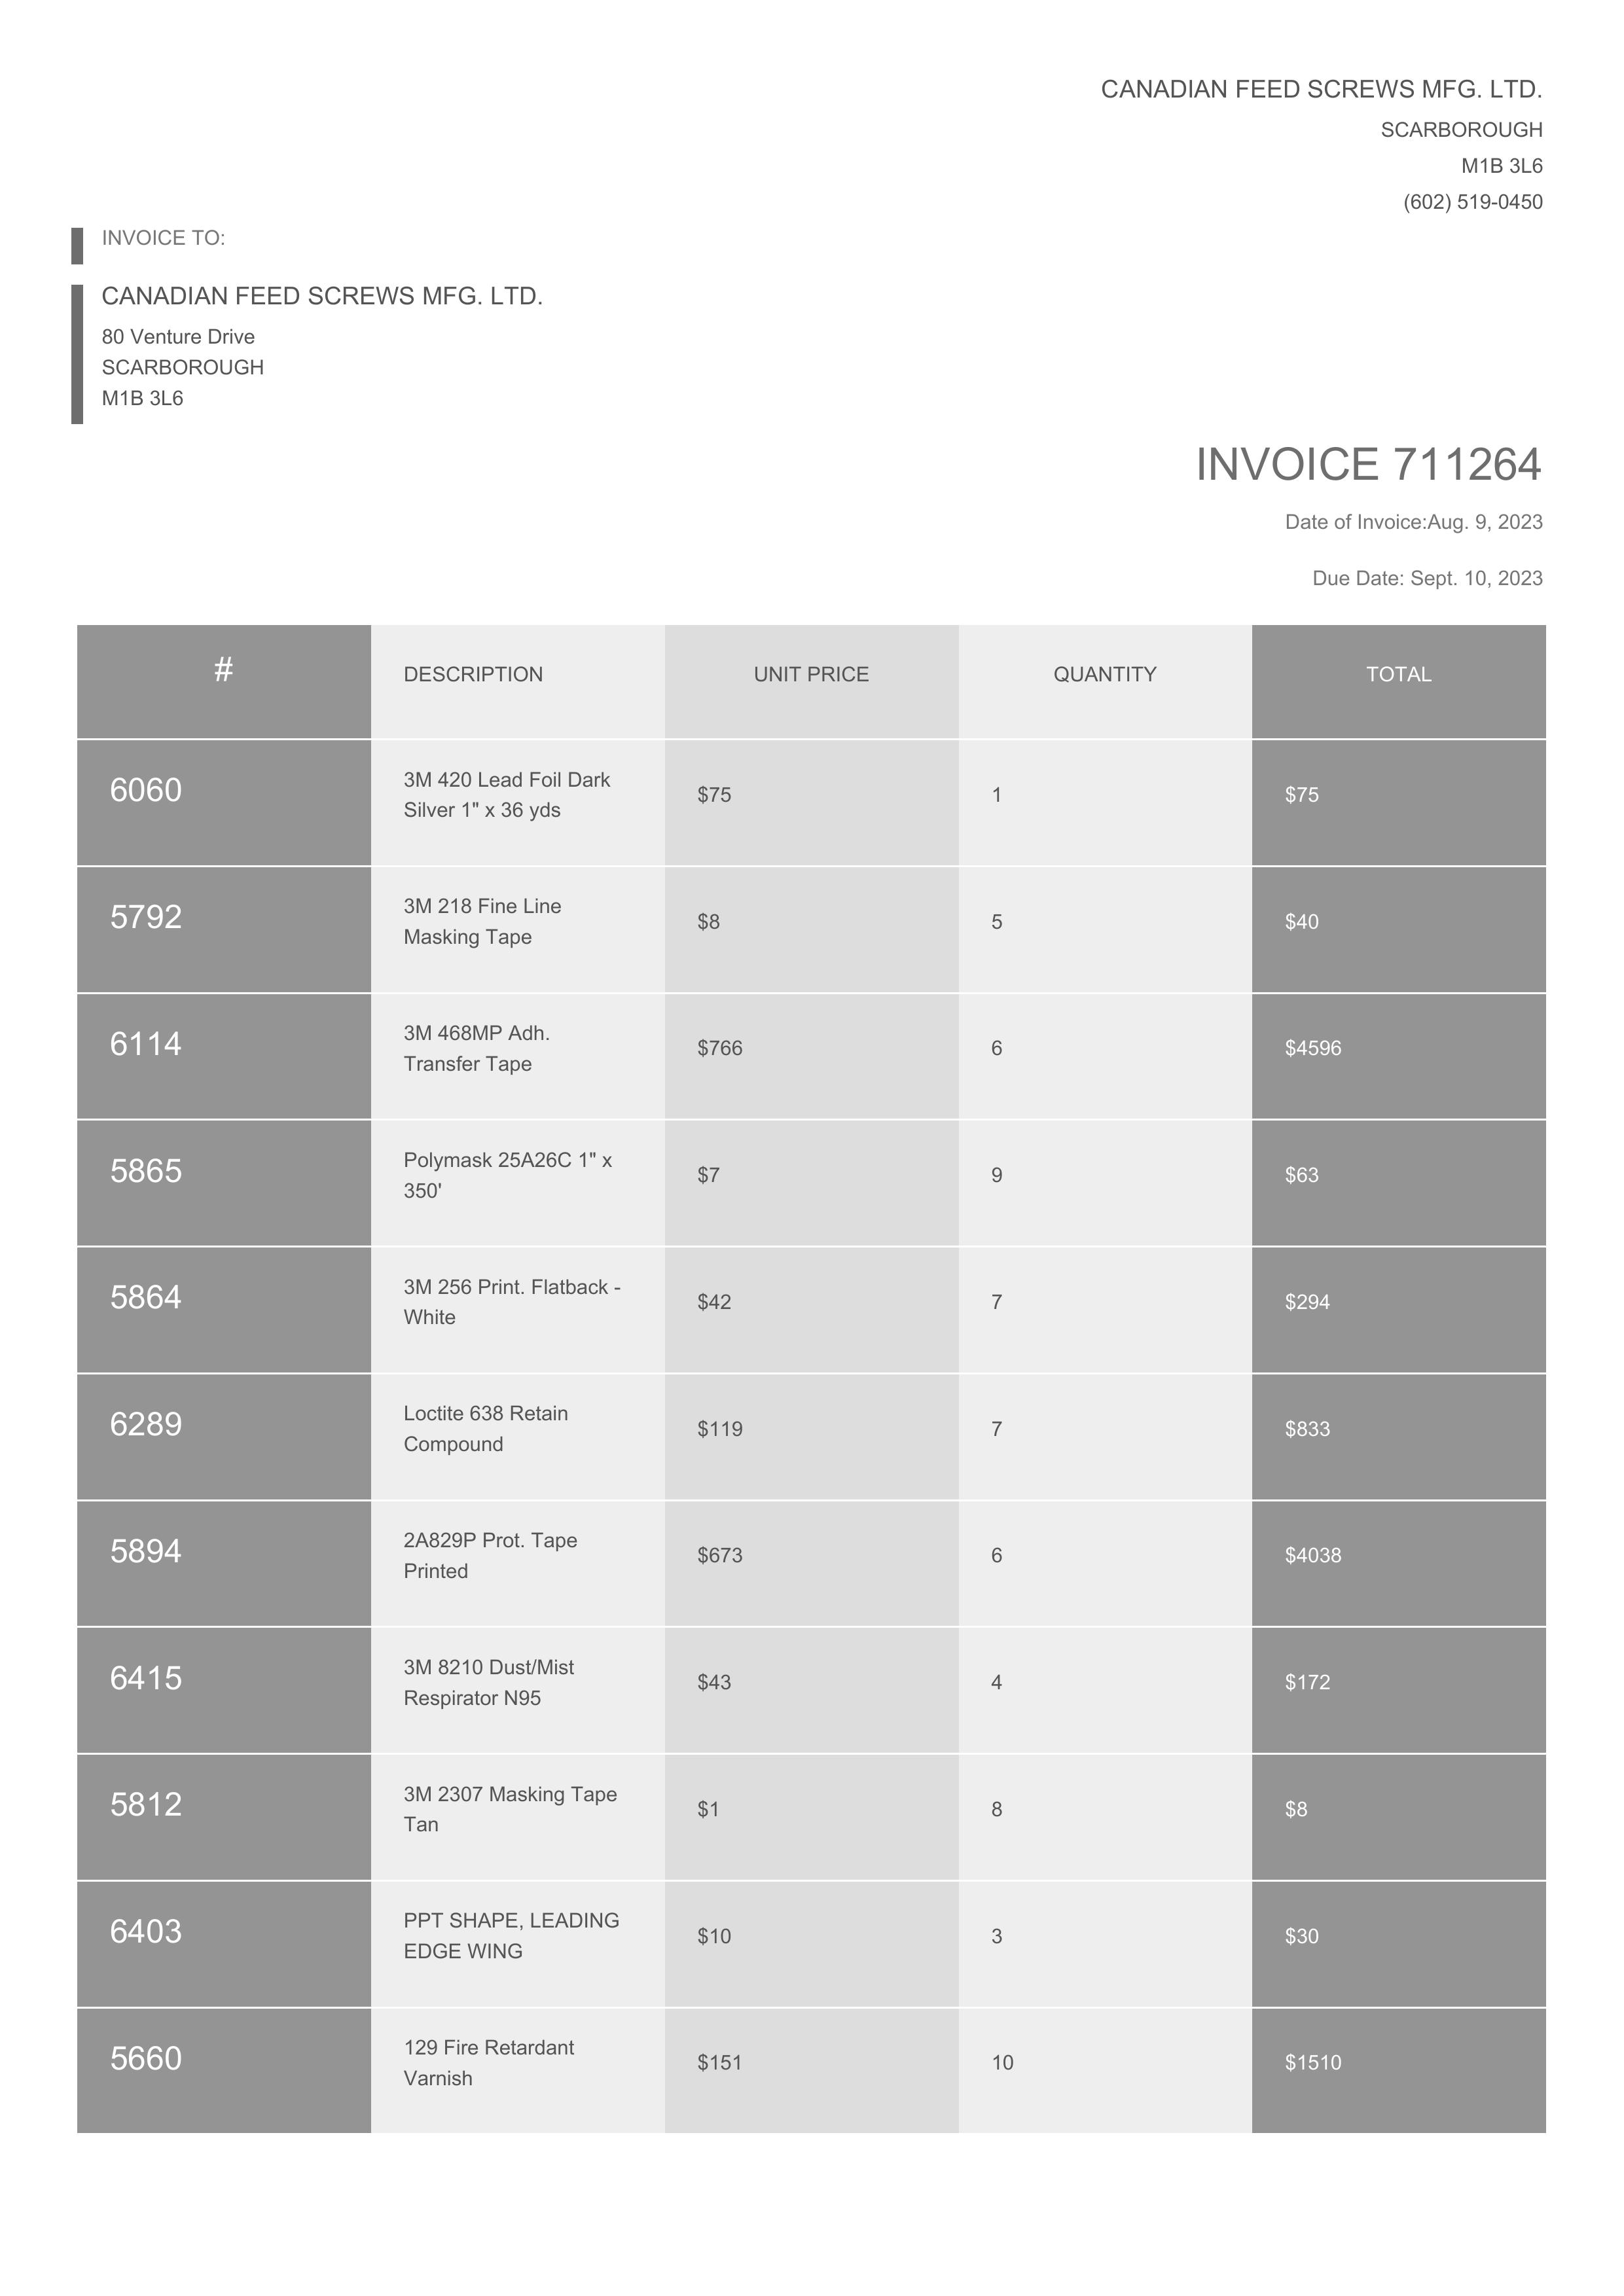 CANADIAN FEED SCREWS MFG. LTD.
SCARBOROUGH
M1B 3L6
(602) 519-0450
INVOICE TO:
CANADIAN FEED SCREWS MFG. LTD.
80 Venture Drive
SCARBOROUGH
M1B 3L6
INVOICE 711264
Date of Invoice:Aug. 9, 2023
Due Date: Sept. 10, 2023
# DESCRIPTION UNIT PRICE QUANTITY TOTAL
6060 3M 420 Lead Foil Dark $75 1 $75
Silver 1" x 36 yds
5792 3M 218 Fine Line $8 5 $40
Masking Tape
6114 3M 468MP Adh. $766 6 $4596
Transfer Tape
5865 Polymask 25A26C 1" x $7 9 $63
350'
5864 3M 256 Print. Flatback - $42 7 $294
White
6289 Loctite 638 Retain $119 7 $833
Compound
5894 2A829P Prot. Tape $673 6 $4038
Printed
6415 3M 8210 Dust/Mist $43 4 $172
Respirator N95
5812 3M 2307 Masking Tape $1 8 $8
Tan
6403 PPT SHAPE, LEADING $10 3 $30
EDGE WING
5660 129 Fire Retardant $151 10 $1510
Varnish